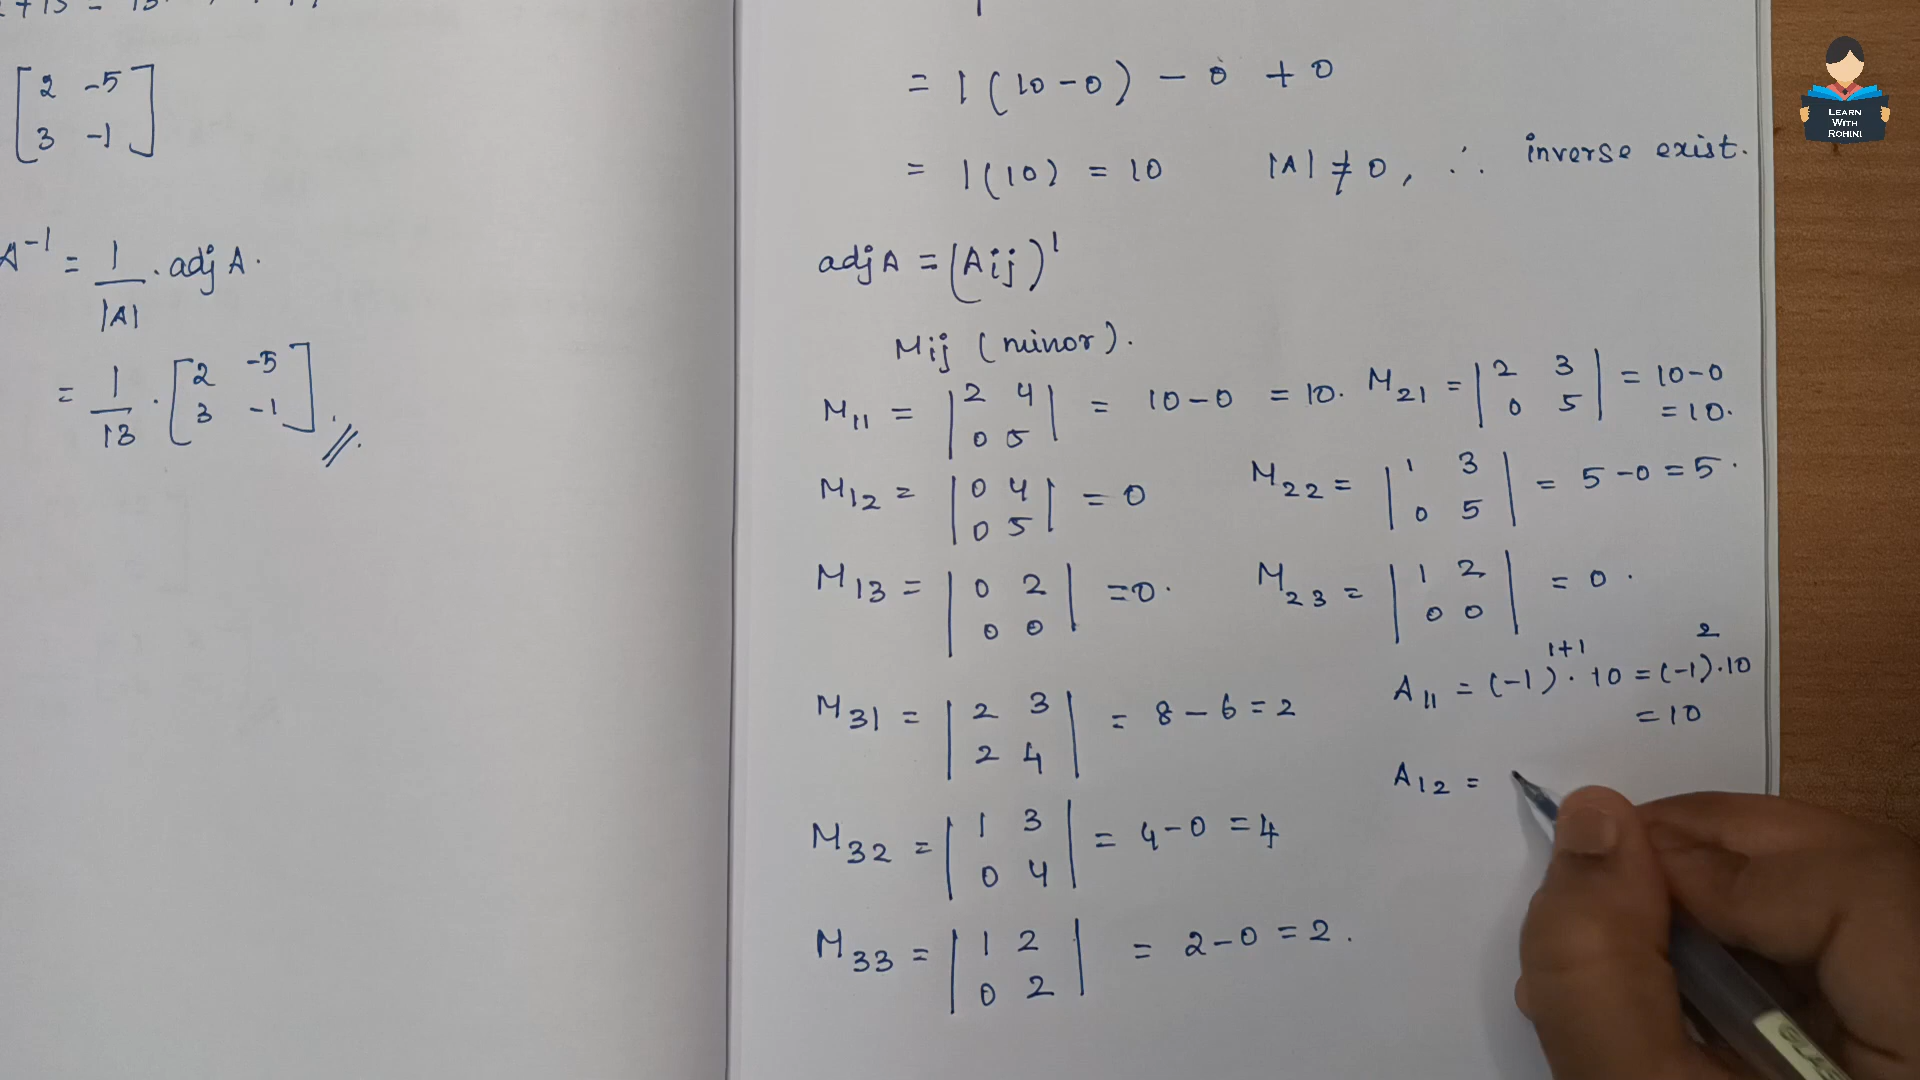 [2 -5
3 -1]
A⁻¹ = 1/|A| . adj A.
= 1/13 . [2 -5
3 -1] .//
= 1(10-0) - 0 + 0
= 1(10) = 10 |A| ≠ 0, ∴ inverse exist.
adj A = (Aij)'
Mij (minor).
M11 = |2 4
0 5| = 10-0 = 10.
M12 = |0 4
0 5| = 0
M13 = |0 2
0 0| =0.
M21 = |2 3
0 5| = 10-0
=10.
M22 = |1 3
0 5| = 5-0=5.
M23 = |1 2
0 0| = 0.
M31 = |2 3
2 4| = 8-6=2
M32 = |1 3
0 4| = 4-0 =4
M33 = |1 2
0 2| = 2-0 =2.
A11 = (-1)¹⁺¹. 10 = (-1)².10
=10
A12 =
LEARN
WITH
ROHINI